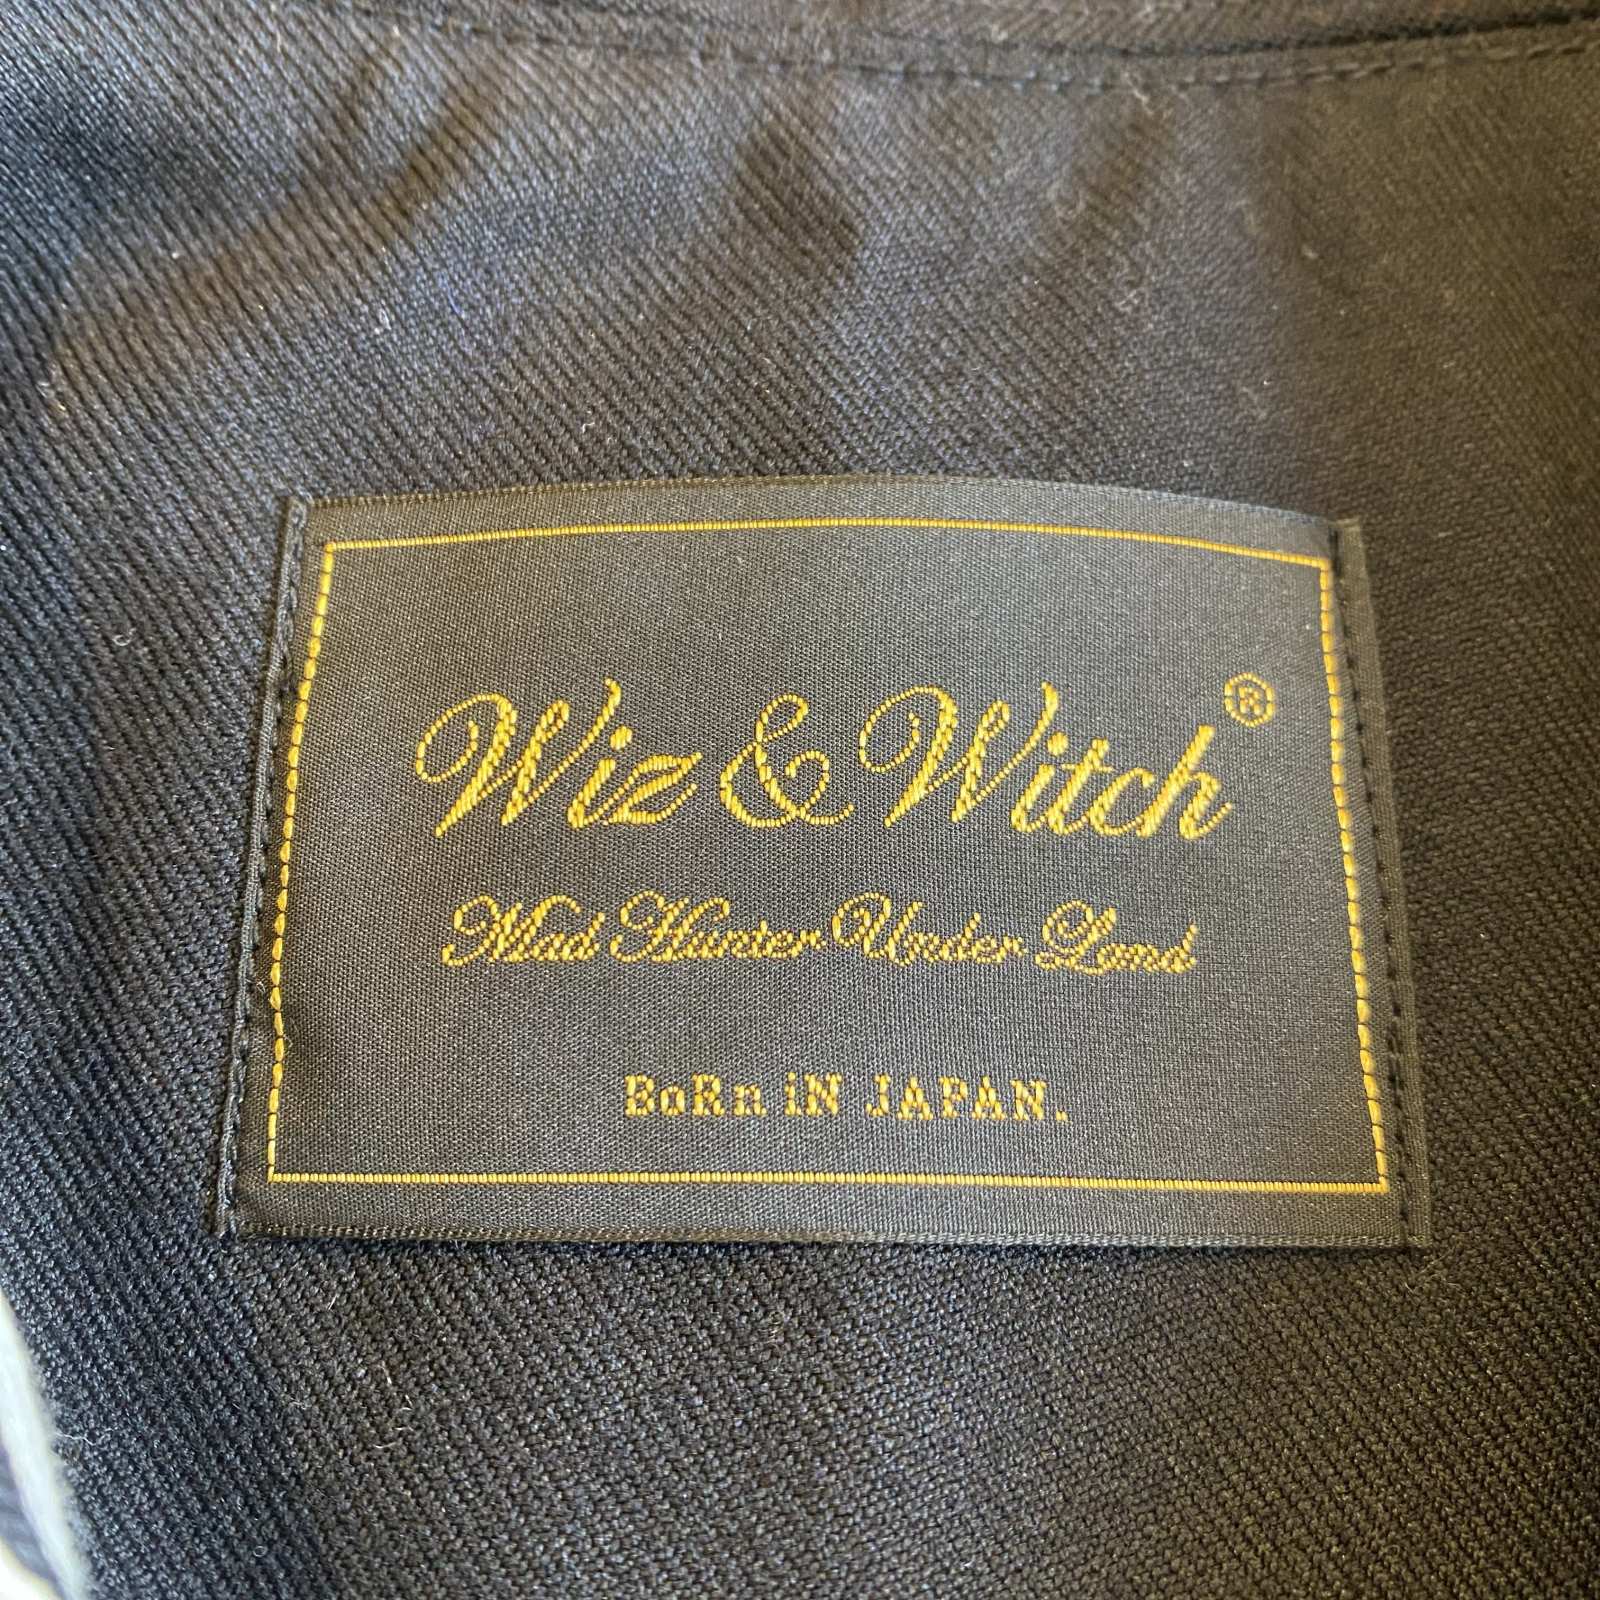 Wiz & Witch®
Mad Hunter Under Land
BoRn iN JAPAN.